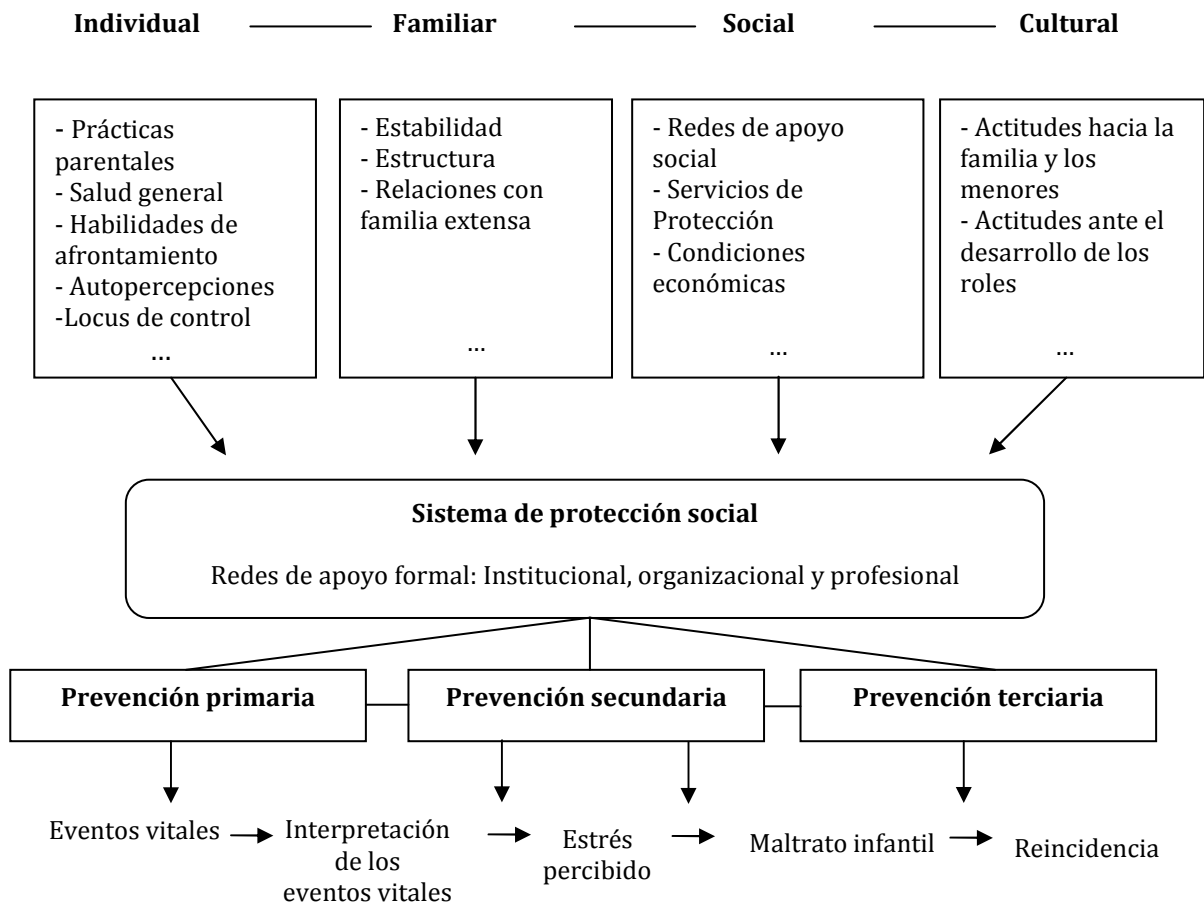 Individual Familiar Social Cultural
- Prácticas
parentales
- Salud general
- Habilidades de
afrontamiento
- Autopercepciones
-Locus de control
...
- Estabilidad
- Estructura
- Relaciones con
familia extensa
...
- Redes de apoyo
social
- Servicios de
Protección
- Condiciones
económicas
...
- Actitudes hacia la
familia y los
menores
- Actitudes ante el
desarrollo de los
roles
...
Sistema de protección social
Redes de apoyo formal: Institucional, organizacional y profesional
Prevención primaria
Prevención secundaria
Prevención terciaria
Eventos vitales
Interpretación
de los
eventos vitales
Estrés
percibido
Maltrato infantil
Reincidencia